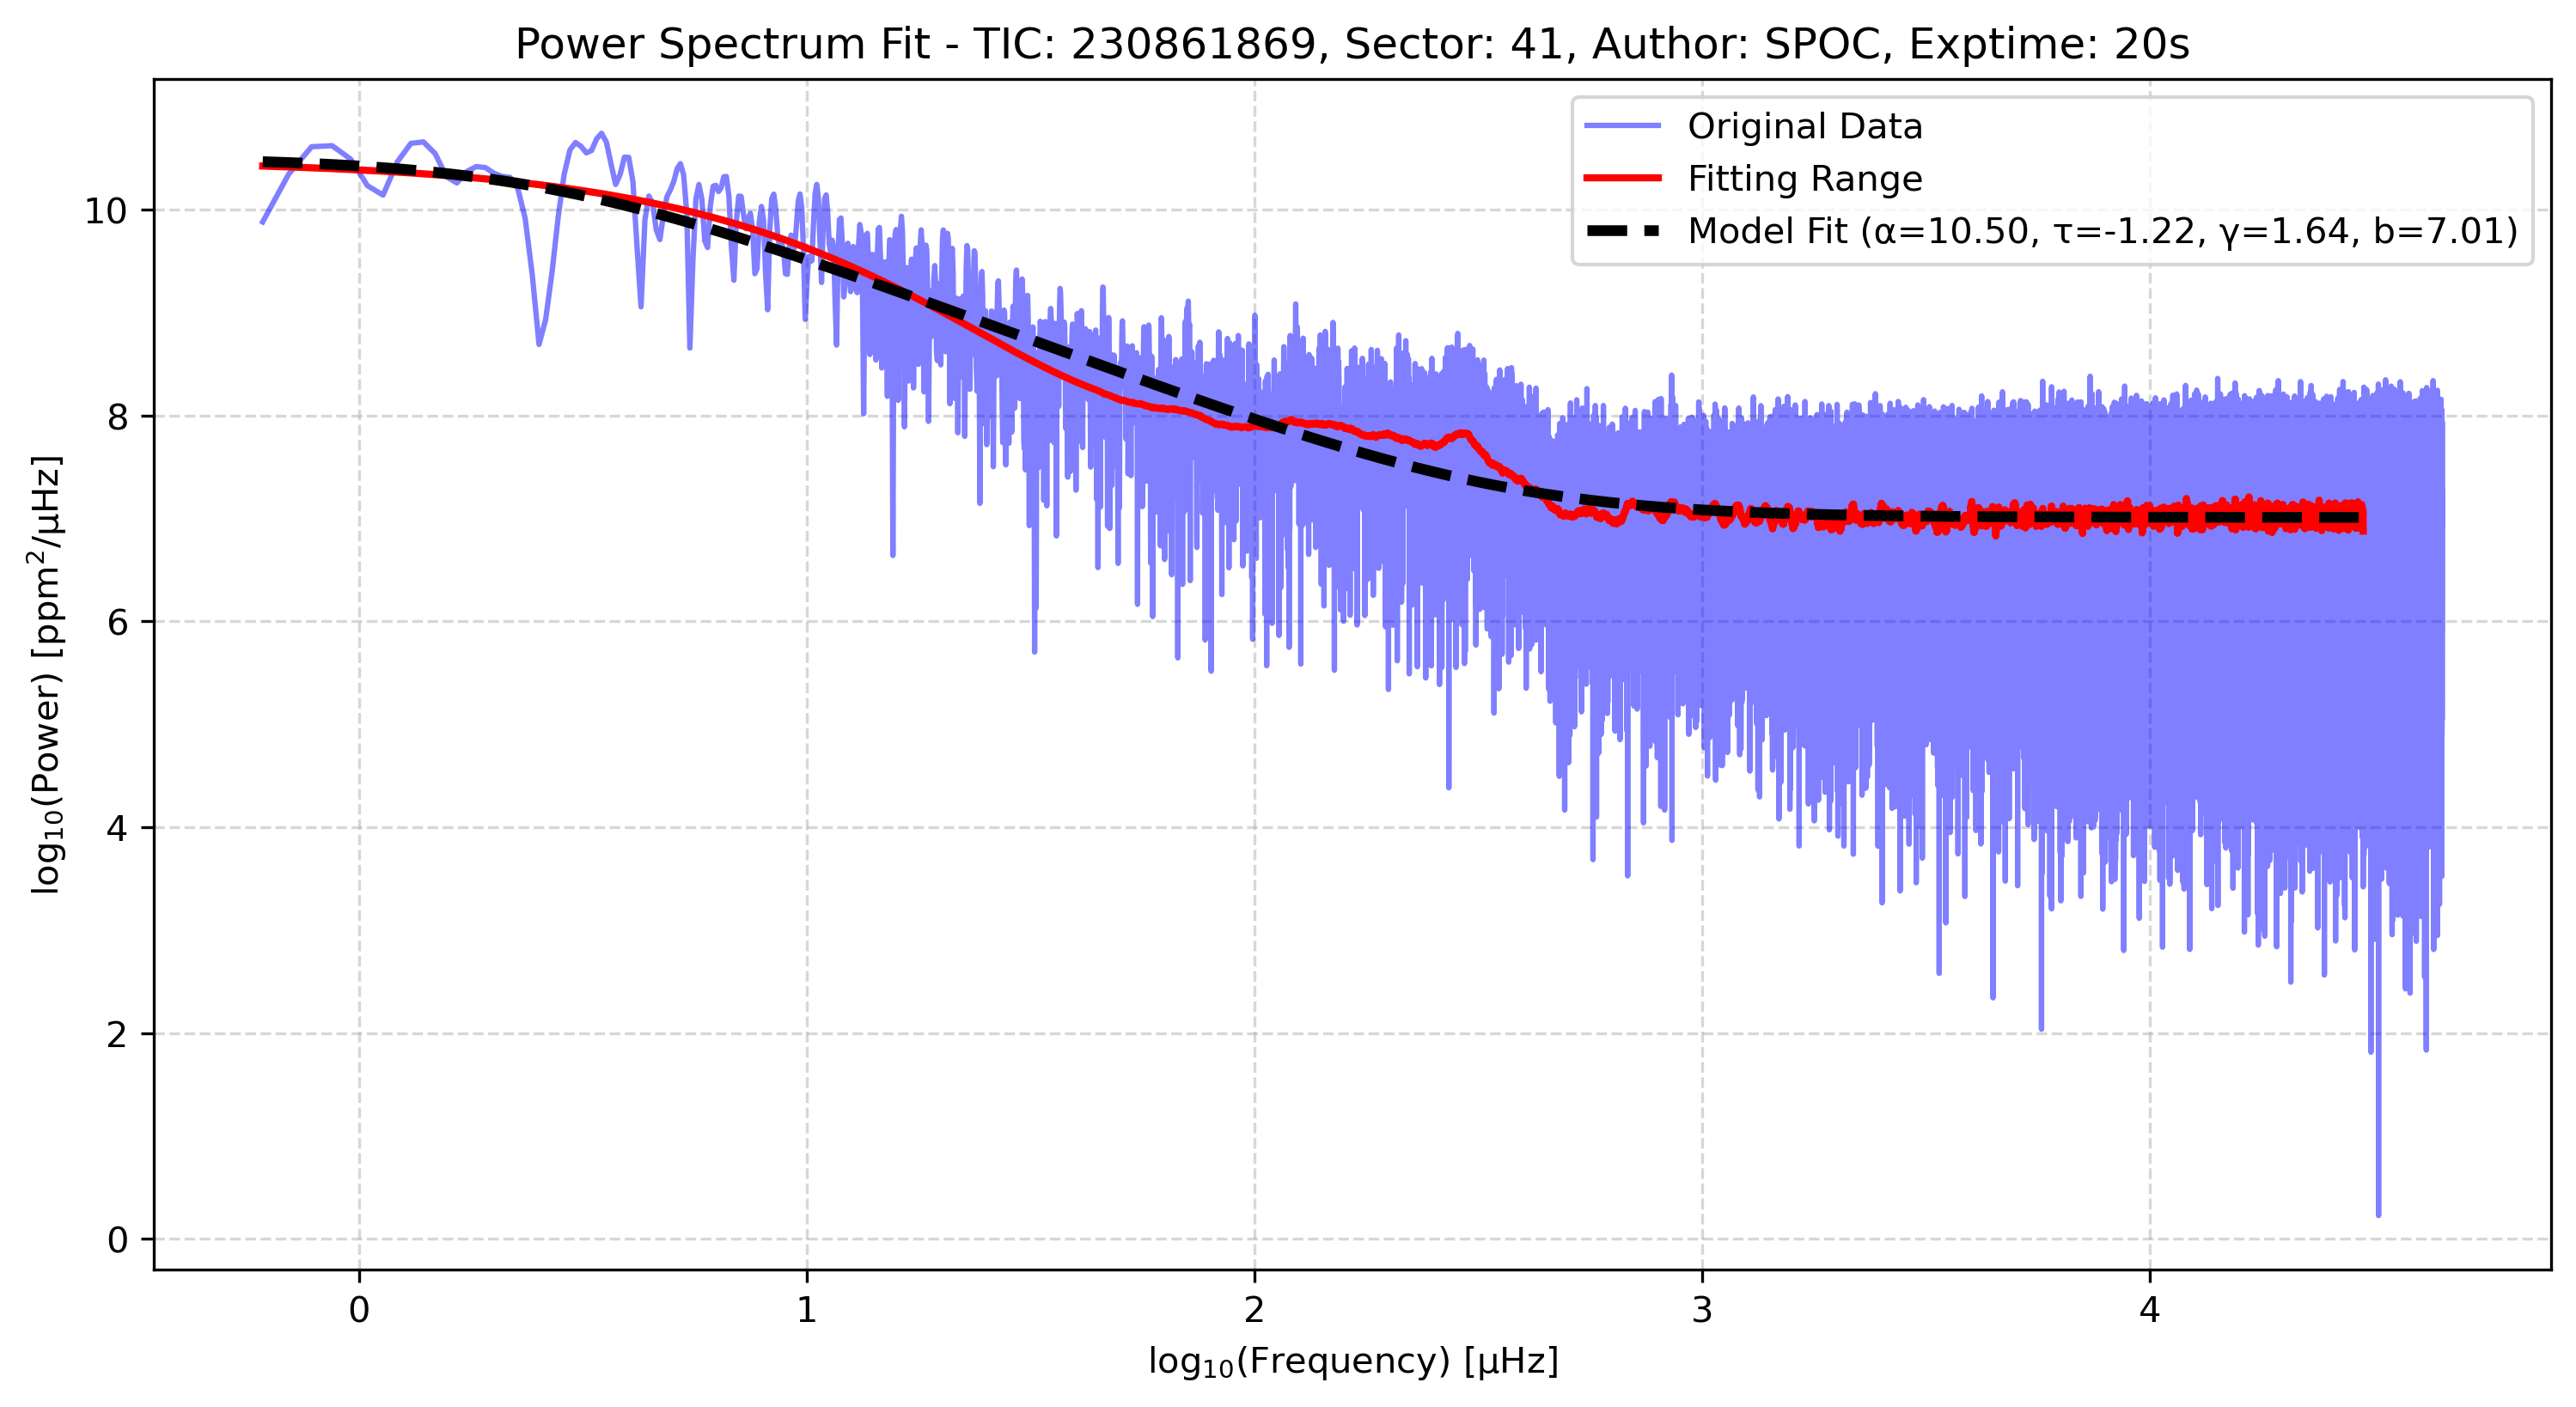 Power Spectrum Fit - TIC: 230861869, Sector: 41, Author: SPOC, Exptime: 20s
Original Data
Fitting Range
Model Fit (α=10.50, τ=-1.22, γ=1.64, b=7.01)
log₁₀(Power) [ppm²/μHz]
10
8
6
4
2
0
0 1 2 3 4
log₁₀(Frequency) [μHz]